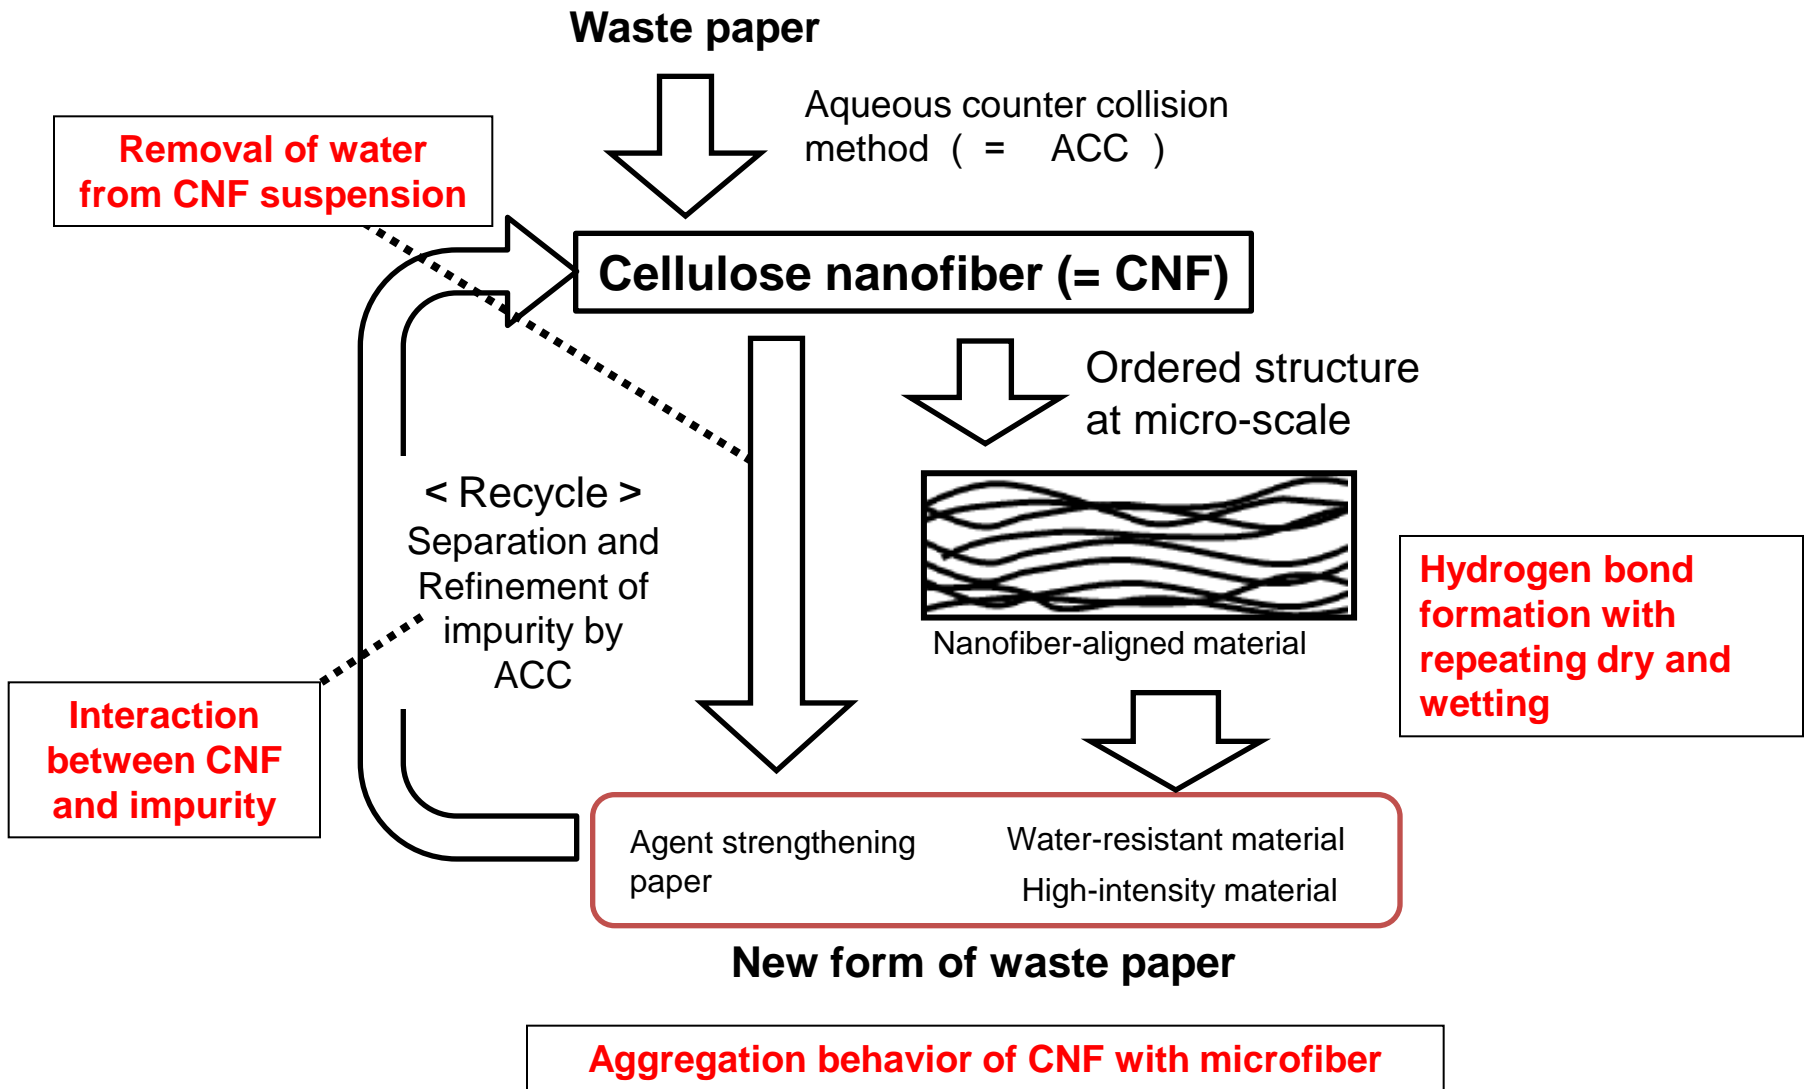 Waste paper
Aqueous counter collision
method ( = ACC )
Removal of water
from CNF suspension
Cellulose nanofiber (= CNF)
Ordered structure
at micro-scale
< Recycle >
Separation and
Refinement of
impurity by
ACC
Nanofiber-aligned material
Hydrogen bond
formation with
repeating dry and
wetting
Interaction
between CNF
and impurity
Agent strengthening
paper
Water-resistant material
High-intensity material
New form of waste paper
Aggregation behavior of CNF with microfiber